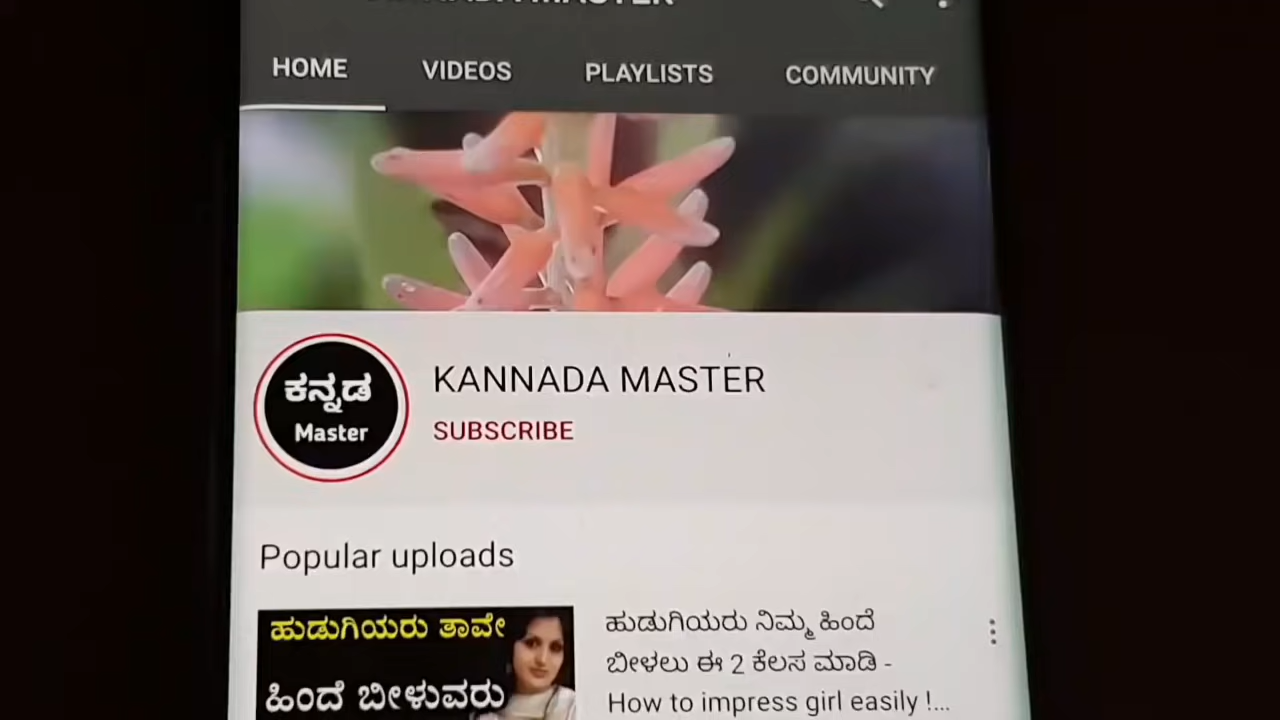 MASTER
HOME VIDEOS PLAYLISTS COMMUNITY
ಕನ್ನಡ
Master
KANNADA MASTER
SUBSCRIBE
Popular uploads
ಹುಡುಗಿಯರು ತಾವೇ
ಹಿಂದೆ ಬೀಳುವರು
ಹುಡುಗಿಯರು ನಿಮ್ಮ ಹಿಂದೆ
ಬೀಳಲು ಈ 2 ಕೆಲಸ ಮಾಡಿ -
How to impress girl easily !...